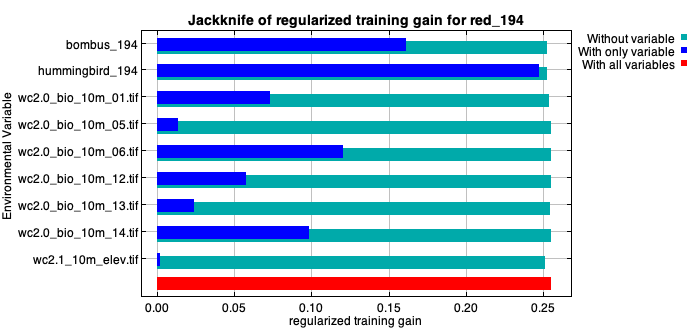 Jackknife of regularized training gain for red_194
Without variable
With only variable
With all variables
Environmental Variable
bombus_194
hummingbird_194
wc2.0_bio_10m_01.tif
wc2.0_bio_10m_05.tif
wc2.0_bio_10m_06.tif
wc2.0_bio_10m_12.tif
wc2.0_bio_10m_13.tif
wc2.0_bio_10m_14.tif
wc2.1_10m_elev.tif
0.00 0.05 0.10 0.15 0.20 0.25
regularized training gain